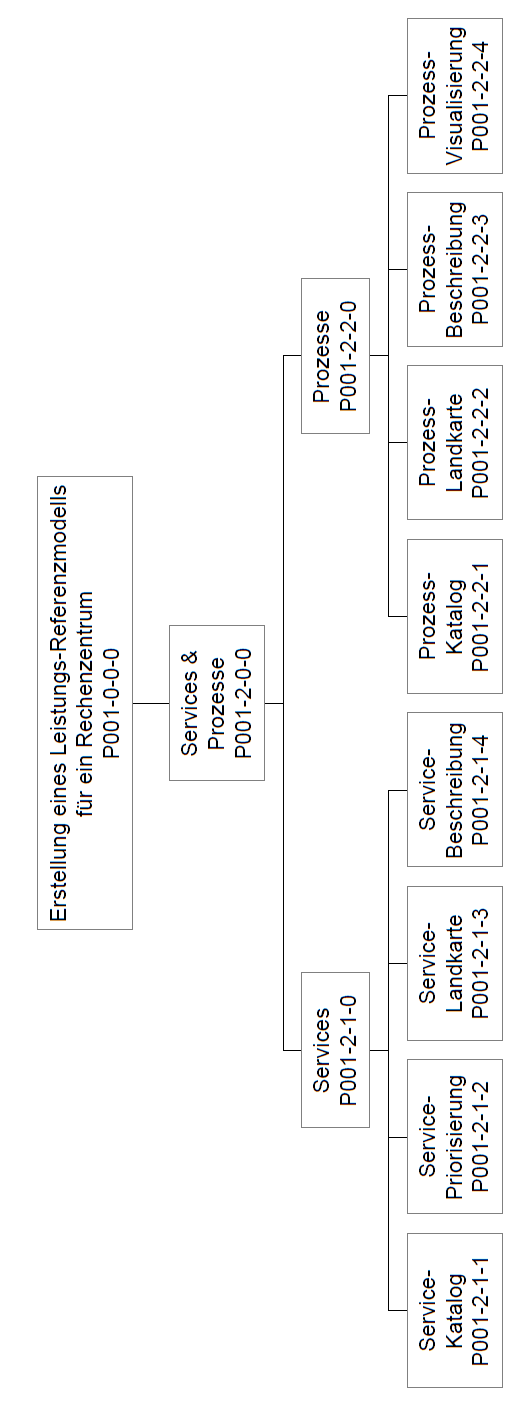 Erstellung eines Leistungs-Referenzmodells
für ein Rechenzentrum
P001-0-0-0
Services &
Prozesse
P001-2-0-0
Services
P001-2-1-0
Prozesse
P001-2-2-0
Service-
Katalog
P001-2-1-1
Service-
Priorisierung
P001-2-1-2
Service-
Landkarte
P001-2-1-3
Service-
Beschreibung
P001-2-1-4
Prozess-
Katalog
P001-2-2-1
Prozess-
Landkarte
P001-2-2-2
Prozess-
Beschreibung
P001-2-2-3
Prozess-
Visualisierung
P001-2-2-4